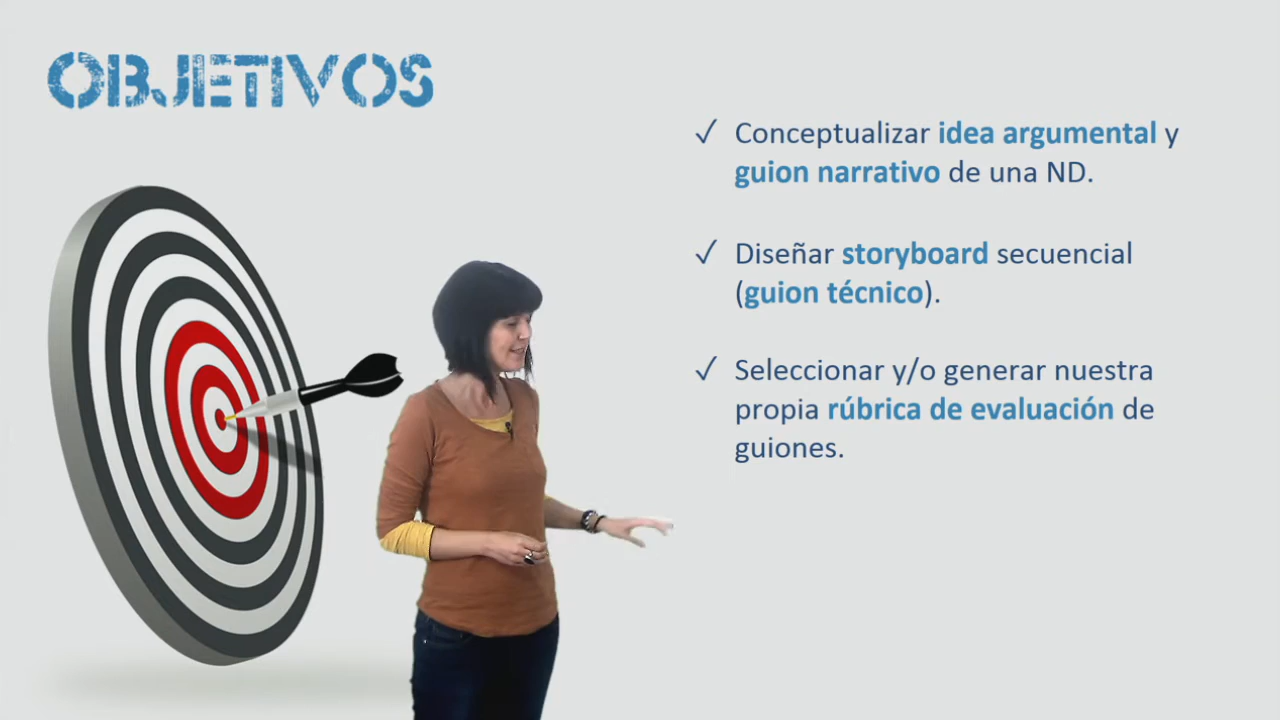 OBJETIVOS
✓ Conceptualizar idea argumental y
guion narrativo de una ND.
✓ Diseñar storyboard secuencial
(guion técnico).
✓ Seleccionar y/o generar nuestra
propia rúbrica de evaluación de
guiones.